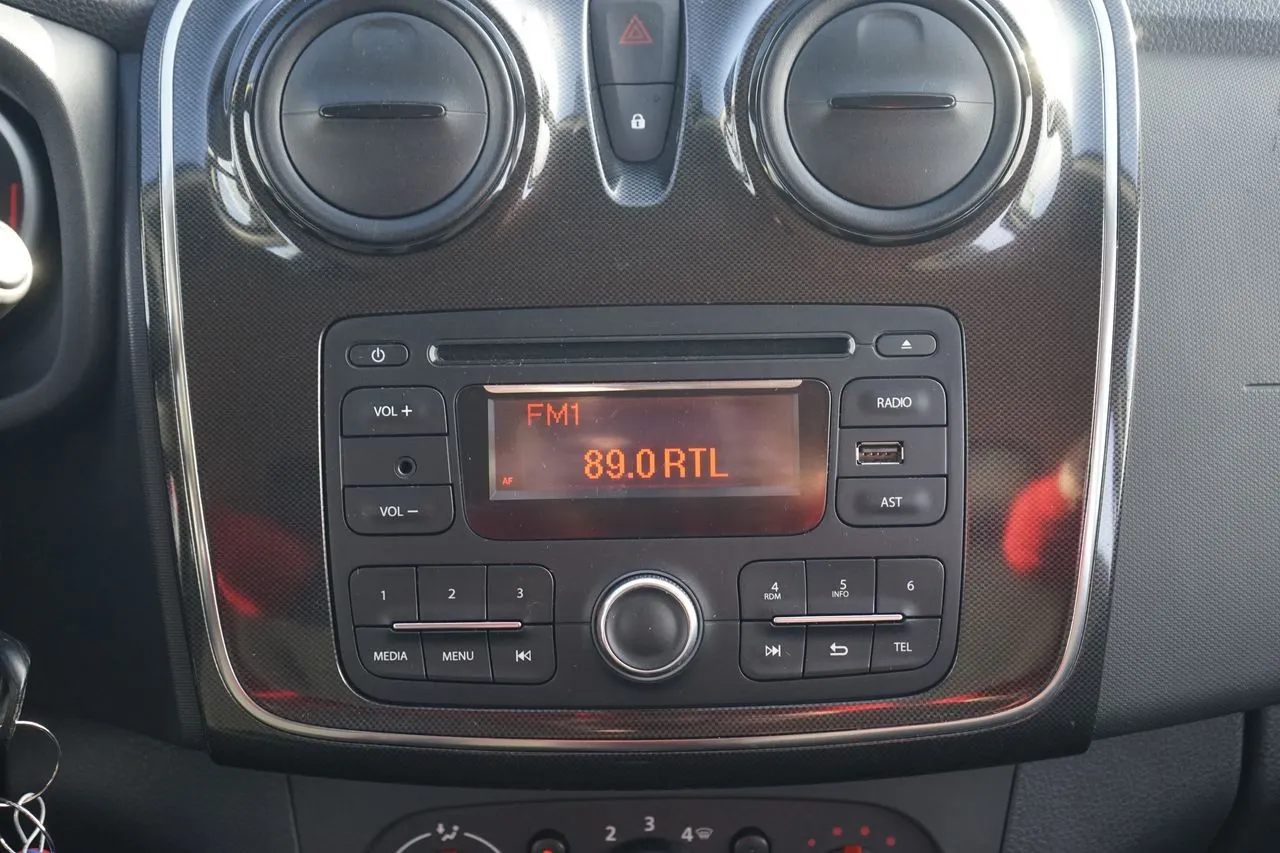 VOL +
RADIO
FM1
89.0 RTL
AF
VOL –
AST
1
2
3
4
RDM
5
INFO
6
MEDIA
MENU
TEL
2
3
4